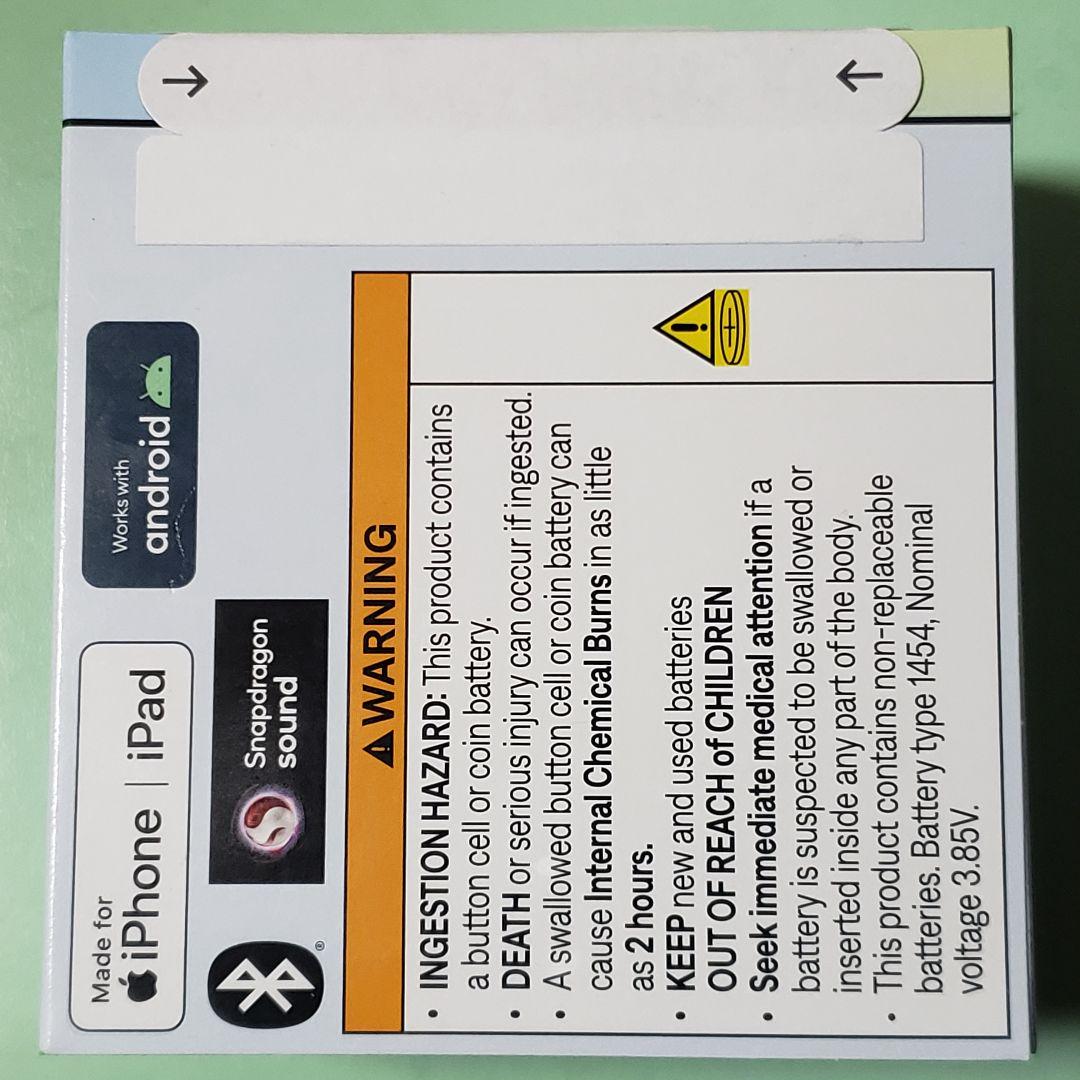 Made for
iPhone | iPad
Works with
android
®
Snapdragon
sound
WARNING
• INGESTION HAZARD: This product contains
a button cell or coin battery.
• DEATH or serious injury can occur if ingested.
• A swallowed button cell or coin battery can
cause Internal Chemical Burns in as little
as 2 hours.
• KEEP new and used batteries
OUT OF REACH of CHILDREN
• Seek immediate medical attention if a
battery is suspected to be swallowed or
inserted inside any part of the body.
• This product contains non-replaceable
batteries. Battery type 1454, Nominal
voltage 3.85V.